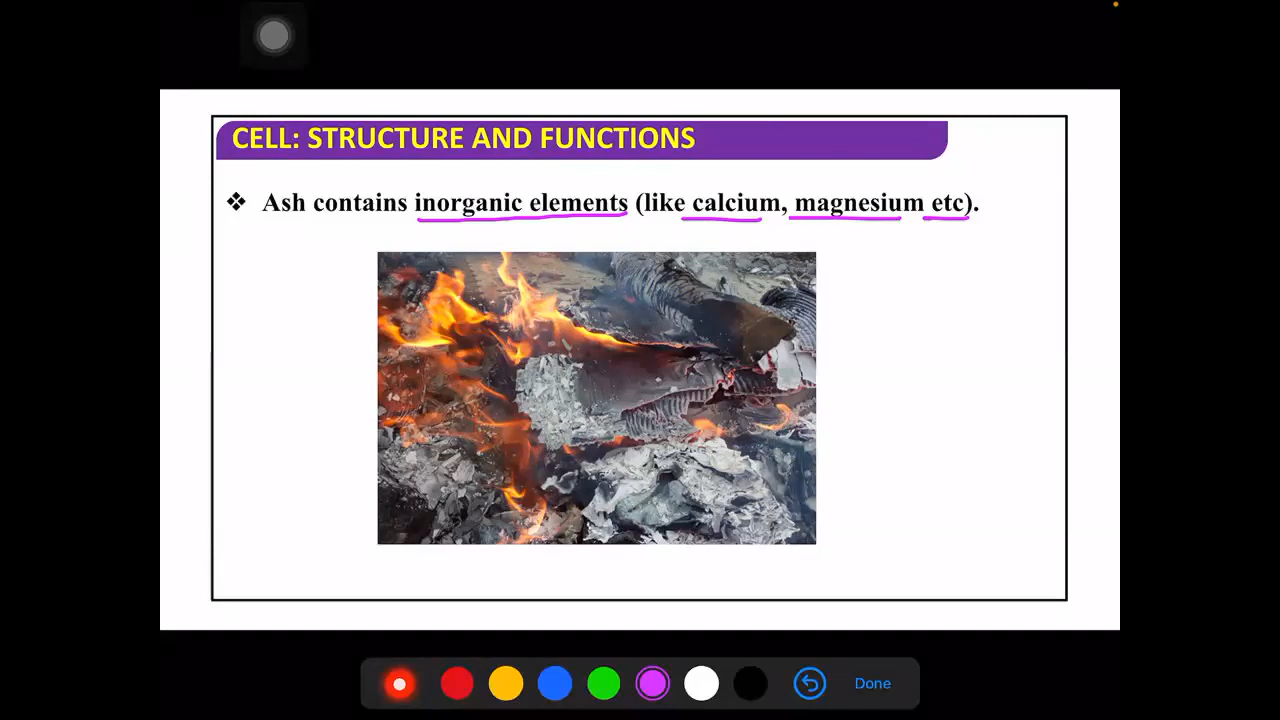 CELL: STRUCTURE AND FUNCTIONS
❖ Ash contains inorganic elements (like calcium, magnesium etc).
Done